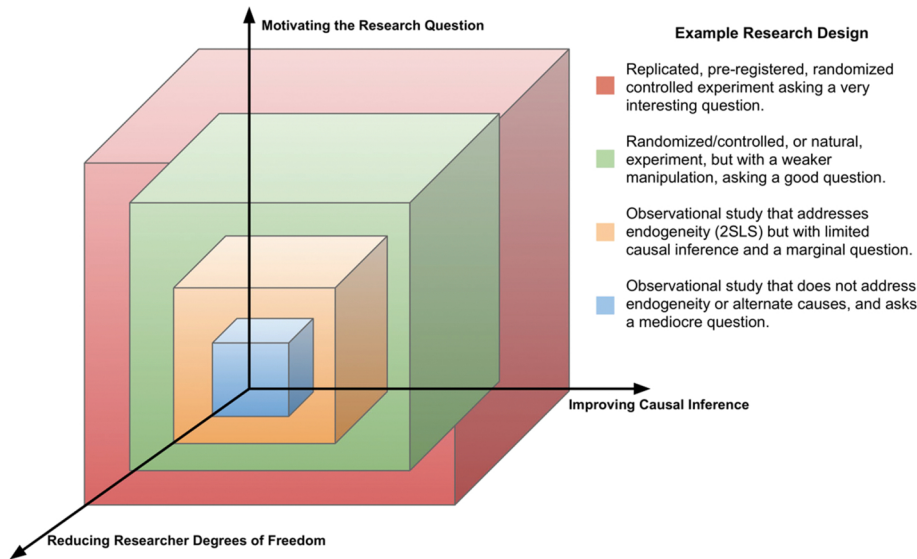 Motivating the Research Question
Example Research Design
Replicated, pre-registered, randomized
controlled experiment asking a very
interesting question.
Randomized/controlled, or natural,
experiment, but with a weaker
manipulation, asking a good question.
Observational study that addresses
endogeneity (2SLS) but with limited
causal inference and a marginal question.
Observational study that does not address
endogeneity or alternate causes, and asks
a mediocre question.
Improving Causal Inference
Reducing Researcher Degrees of Freedom